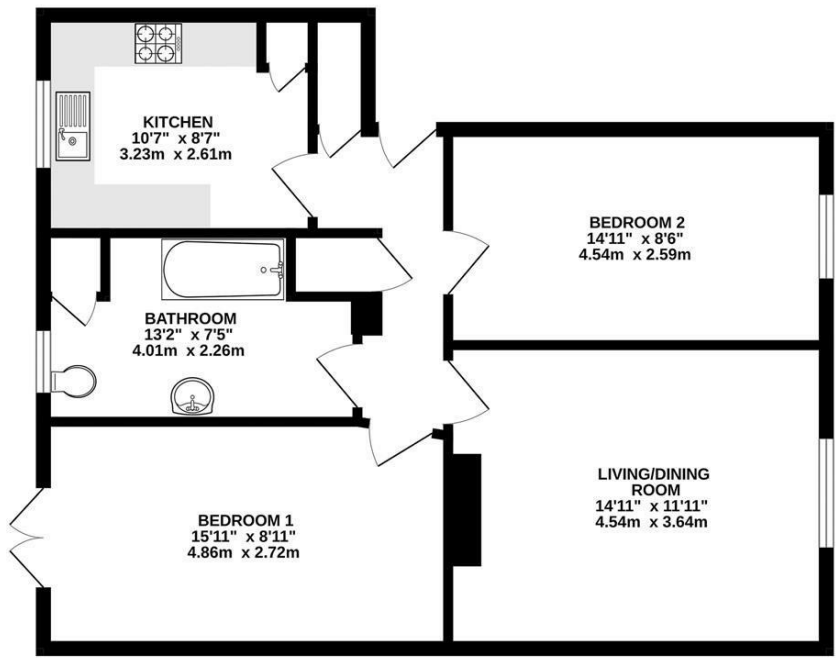 KITCHEN
10'7" x 8'7"
3.23m x 2.61m
BEDROOM 2
14'11" x 8'6"
4.54m x 2.59m
BATHROOM
13'2" x 7'5"
4.01m x 2.26m
LIVING/DINING
ROOM
14'11" x 11'11"
4.54m x 3.64m
BEDROOM 1
15'11" x 8'11"
4.86m x 2.72m